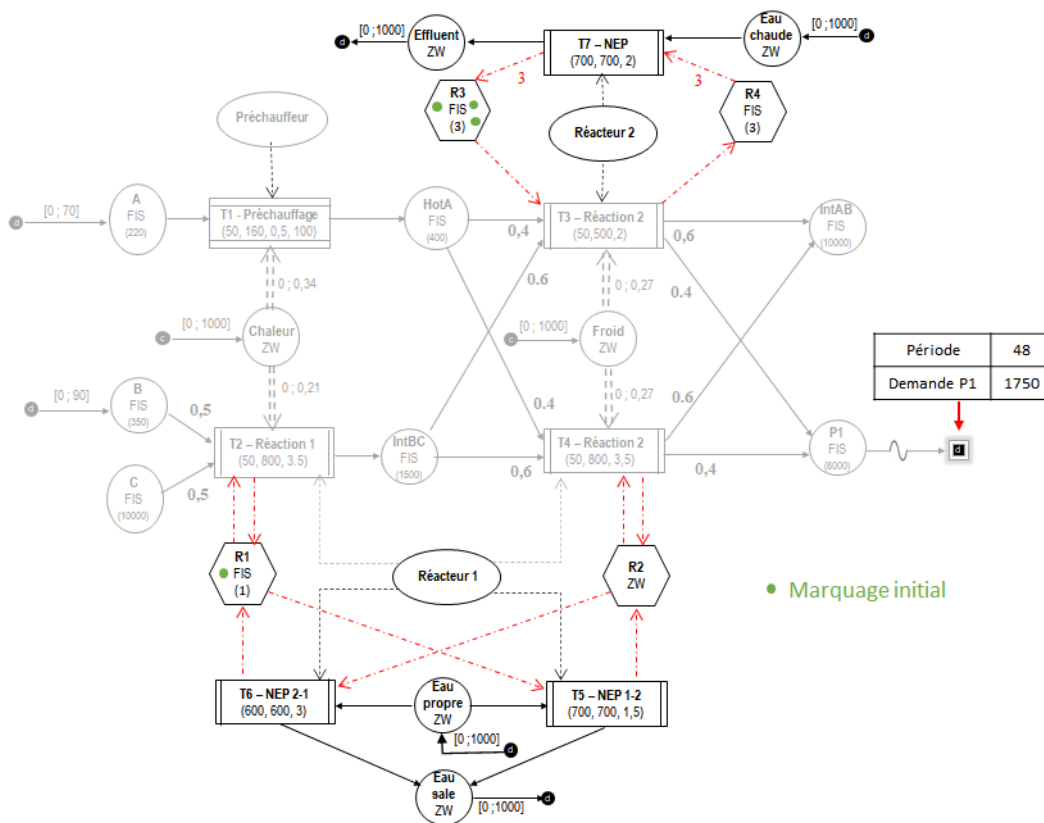 [0 ;1000]
d
Effluent
ZW
T7 – NEP
(700, 700, 2)
Eau
chaude
ZW
[0 ;1000]
d
3
3
R3
FIS
(3)
R4
FIS
(3)
Préchauffeur
Réacteur 2
d
[0 ; 70]
A
FIS
(220)
T1 - Préchauffage
(50, 160, 0,5, 100)
HotA
FIS
(400)
0,4
T3 – Réaction 2
(50,500,2)
0,6
IntAB
FIS
(10000)
0 ; 0,34
0.6
0 ; 0,27
0.4
c
[0 ; 1000]
Chaleur
ZW
c
[0 ; 1000]
Froid
ZW
Période
48
Demande P1
1750
0 ; 0,21
0.4
0 ; 0,27
0.6
d
[0 ; 90]
B
FIS
(350)
0,5
T2 – Réaction 1
(50, 800, 3.5)
IntBC
FIS
(1500)
0,6
T4 – Réaction 2
(50, 800, 3,5)
0,4
P1
FIS
(8000)
d
C
FIS
(10000)
0,5
R1
FIS
(1)
Réacteur 1
R2
ZW
Marquage initial
T6 – NEP 2-1
(600, 600, 3)
Eau
propre
ZW
T5 – NEP 1-2
(700, 700, 1,5)
[0 ;1000]
d
Eau
sale
ZW
[0 ;1000]
d